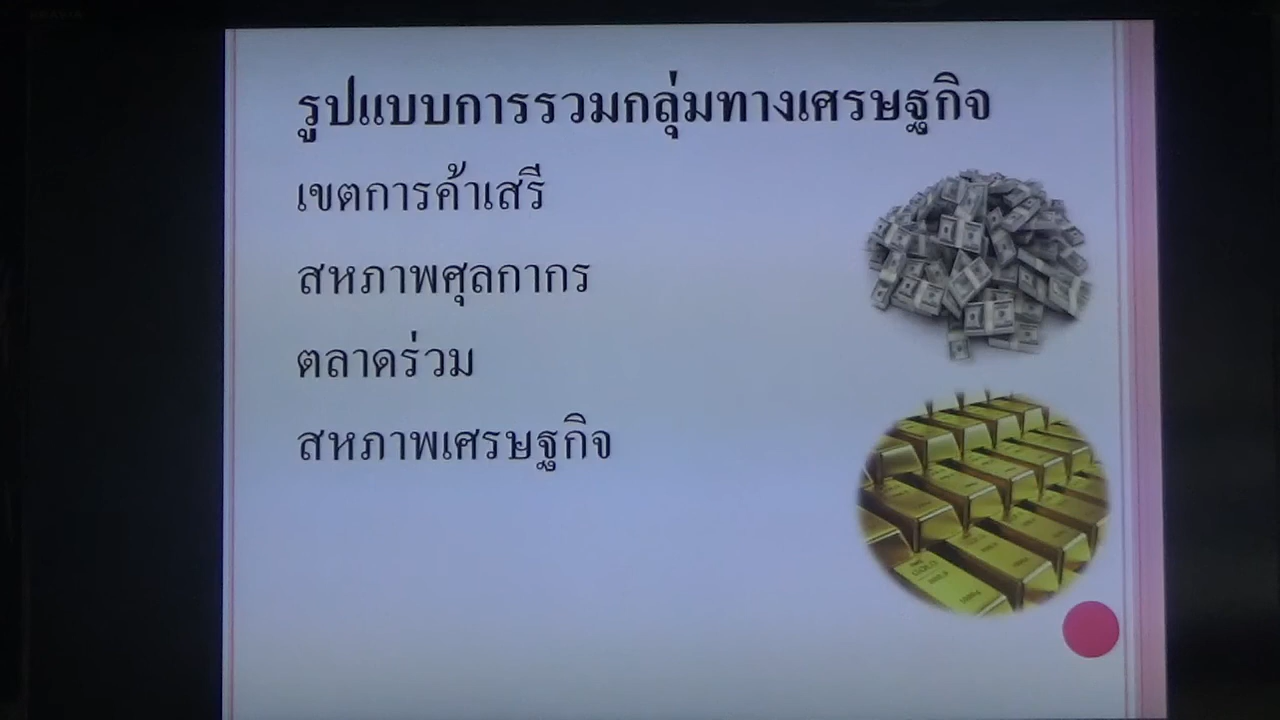 รูปแบบการรวมกลุ่มทางเศรษฐกิจ
เขตการค้าเสรี
สหภาพศุลกากร
ตลาดร่วม
สหภาพเศรษฐกิจ